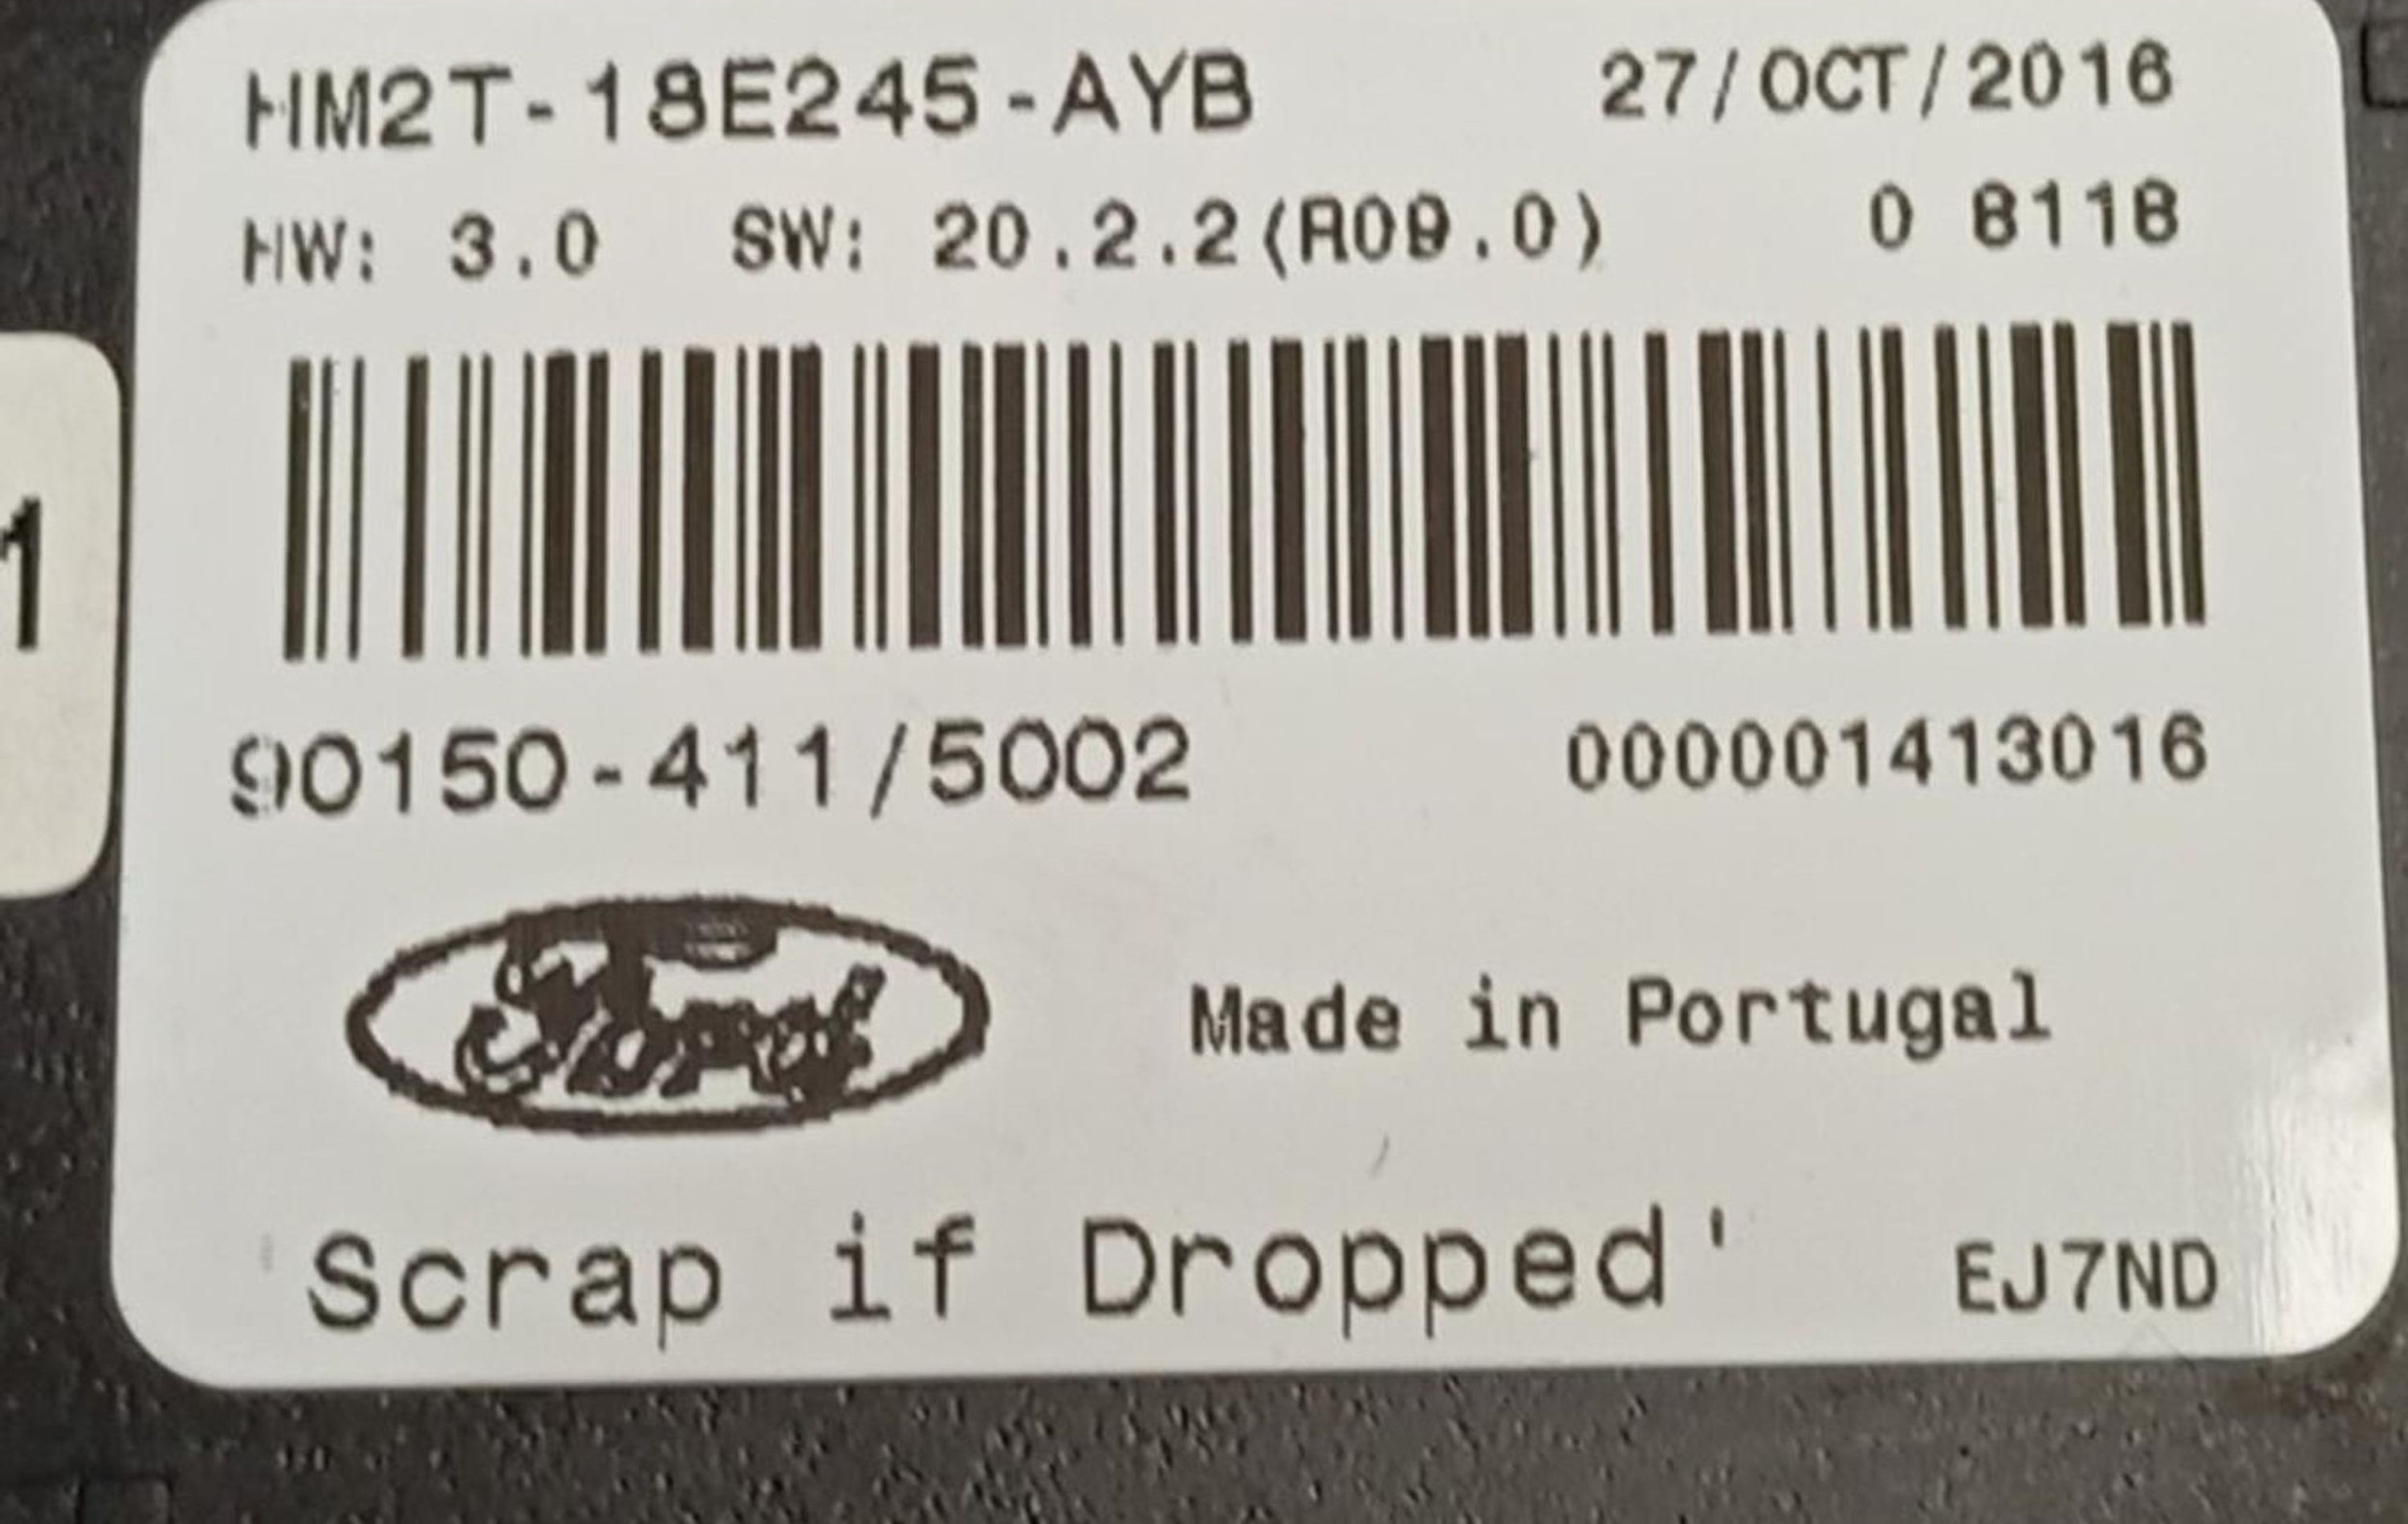 HM2T-18E245-AYB 27/OCT/2016
HW: 3.0 SW: 20.2.2(R09.0) 0 8118
90150-411/5002 000001413016
Ford
Made in Portugal
Scrap if Dropped' EJ7ND
1